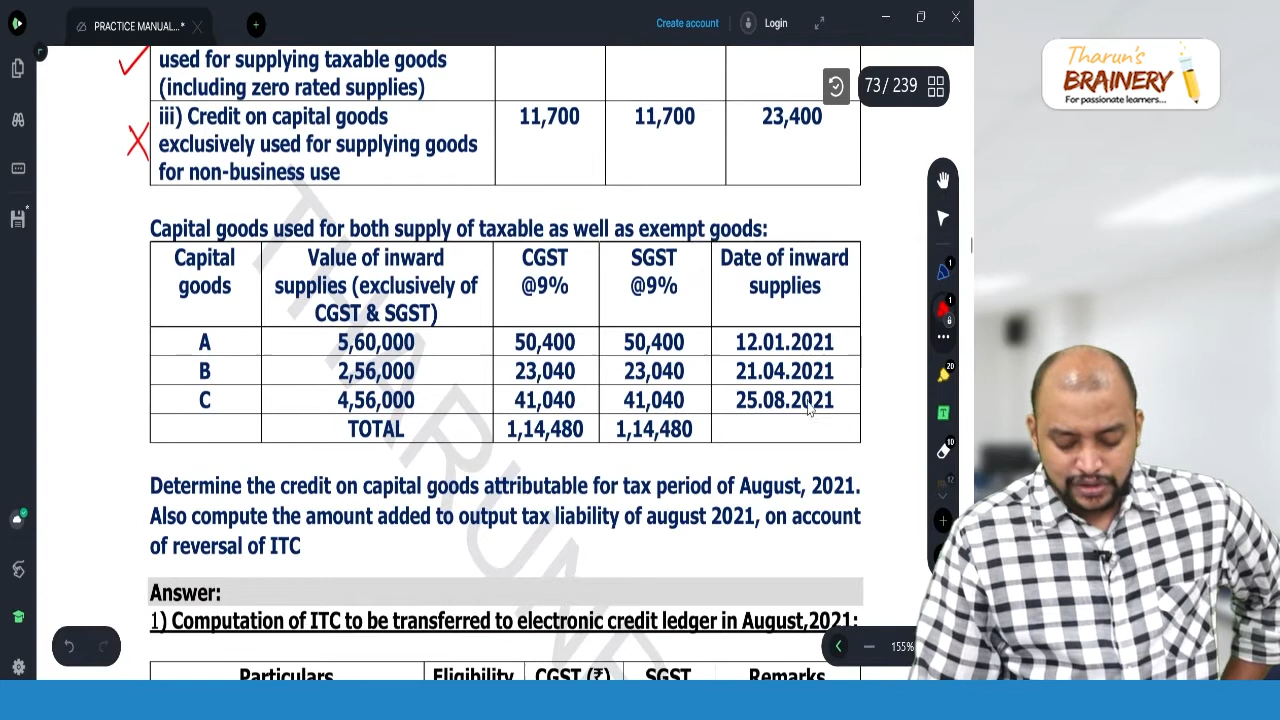 PRACTICE MANUAL...*
Create account
Login
Tharun's
BRAINERY
For passionate learners...
73 / 239
used for supplying taxable goods
(including zero rated supplies)
iii) Credit on capital goods 11,700 11,700 23,400
exclusively used for supplying goods
for non-business use
Capital goods used for both supply of taxable as well as exempt goods:
Capital goods
Value of inward supplies (exclusively of CGST & SGST)
CGST @9%
SGST @9%
Date of inward supplies
A 5,60,000 50,400 50,400 12.01.2021
B 2,56,000 23,040 23,040 21.04.2021
C 4,56,000 41,040 41,040 25.08.2021
TOTAL 1,14,480 1,14,480
Determine the credit on capital goods attributable for tax period of August, 2021.
Also compute the amount added to output tax liability of august 2021, on account
of reversal of ITC
Answer:
1) Computation of ITC to be transferred to electronic credit ledger in August,2021:
Particulars Eligibility CGST (₹) SGST Remarks
155%
1
1
20
10
12